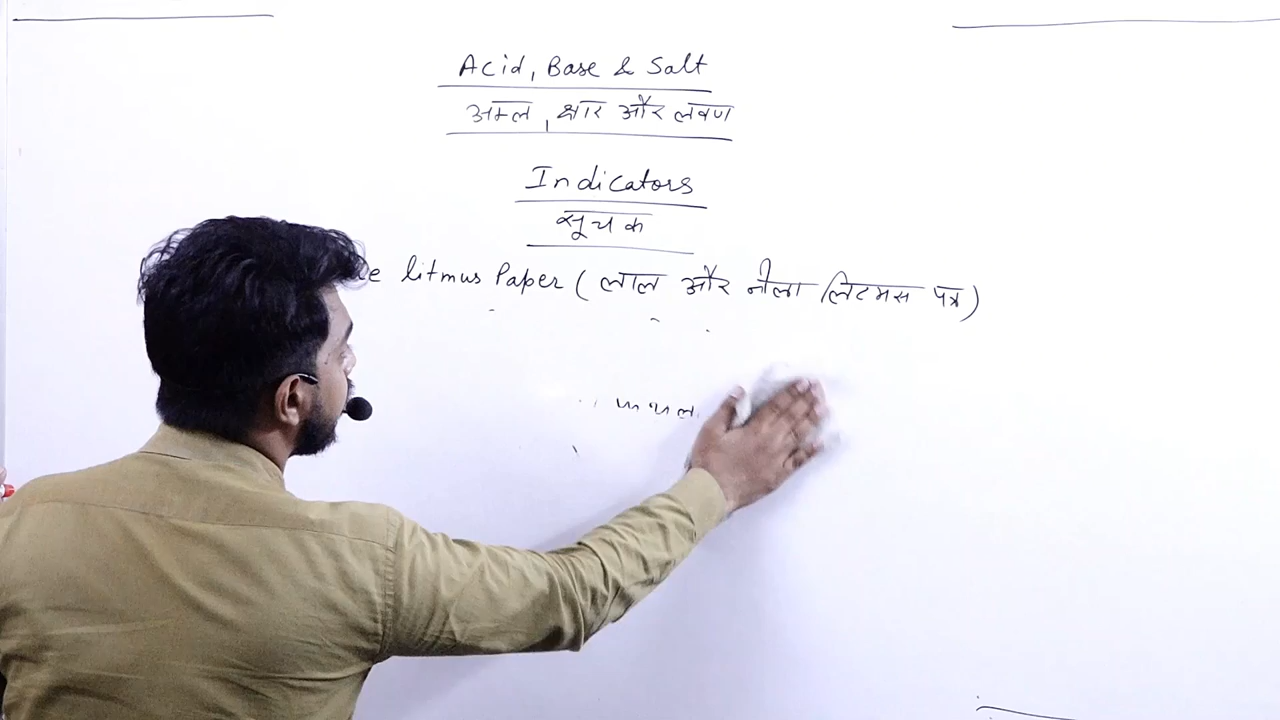 Acid, Base & Salt
अम्ल, क्षार और लवण
Indicators
सूचक
litmus Paper ( लाल और नीला लिटमस पत्र )